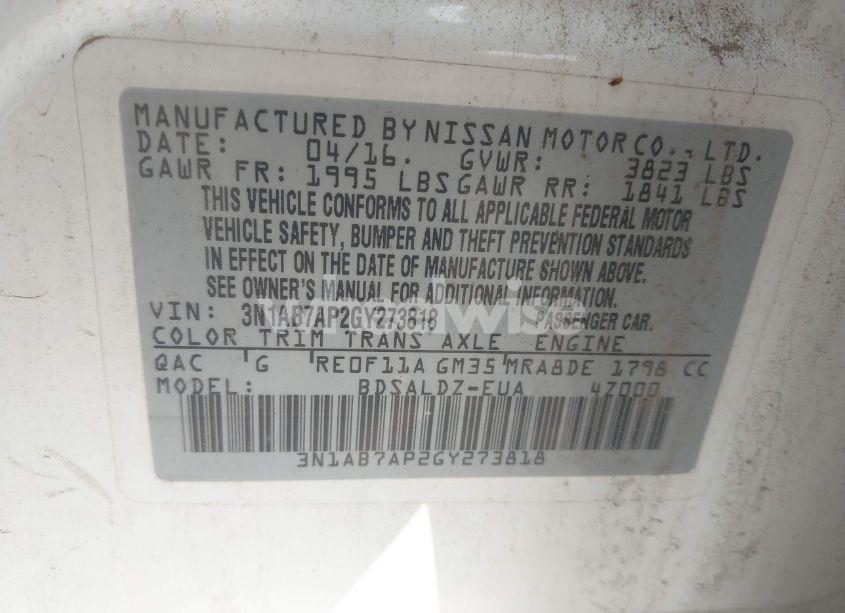 MANUFACTURED BY NISSAN MOTOR CO., LTD.
DATE: 04/16. GVWR: 3823 LBS
GAWR FR: 1995 LBS GAWR RR: 1841 LBS
THIS VEHICLE CONFORMS TO ALL APPLICABLE FEDERAL MOTOR
VEHICLE SAFETY, BUMPER AND THEFT PREVENTION STANDARDS
IN EFFECT ON THE DATE OF MANUFACTURE SHOWN ABOVE.
SEE OWNER'S MANUAL FOR ADDITIONAL INFORMATION.
VIN: 3N1AB7AP2GY273818 PASSENGER CAR.
COLOR TRIM TRANS AXLE ENGINE
QAC G RE0F11A GM35 MRA8DE 1798 CC
MODEL: BDSALDZ-EUA 4Z000
3N1AB7AP2GY273818